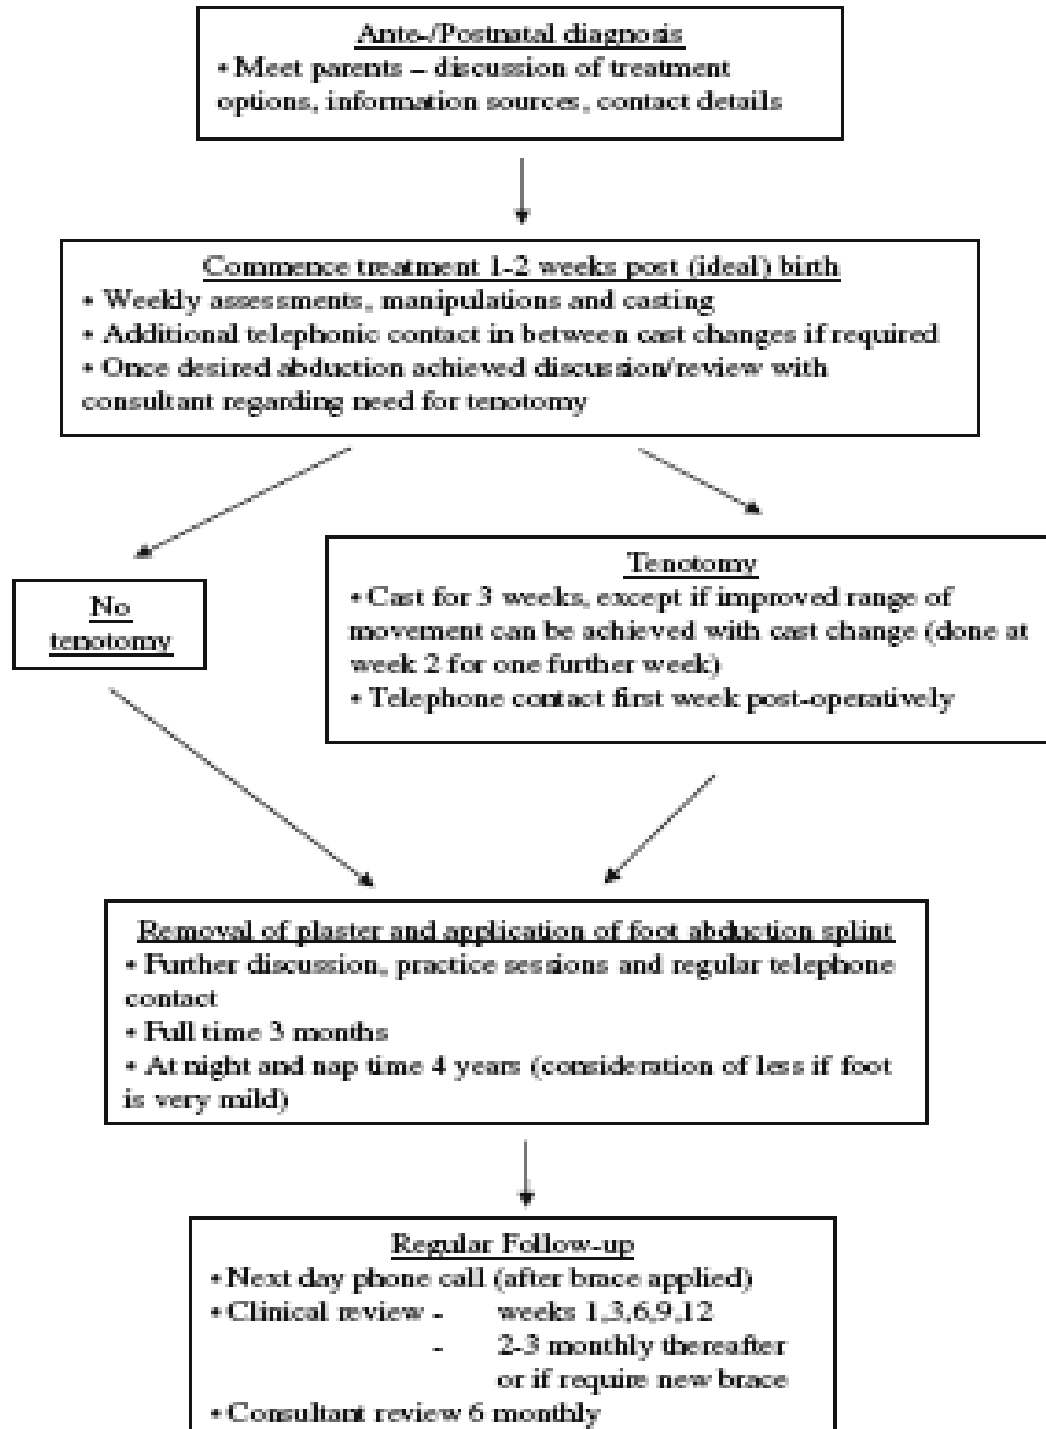 Ante-/Postnatal diagnosis
• Meet parents – discussion of treatment
options, information sources, contact details
Commence treatment 1-2 weeks post (ideal) birth
• Weekly assessments, manipulations and casting
• Additional telephonic contact in between cast changes if required
• Once desired abduction achieved discussion/review with
consultant regarding need for tenotomy
No
tenotomy
Tenotomy
• Cast for 3 weeks, except if improved range of
movement can be achieved with cast change (done at
week 2 for one further week)
• Telephone contact first week post-operatively
Removal of plaster and application of foot abduction splint
• Further discussion, practice sessions and regular telephone
contact
• Full time 3 months
• At night and nap time 4 years (consideration of less if foot
is very mild)
Regular Follow-up
• Next day phone call (after brace applied)
• Clinical review - weeks 1,3,6,9,12
- 2-3 monthly thereafter
or if require new brace
• Consultant review 6 monthly